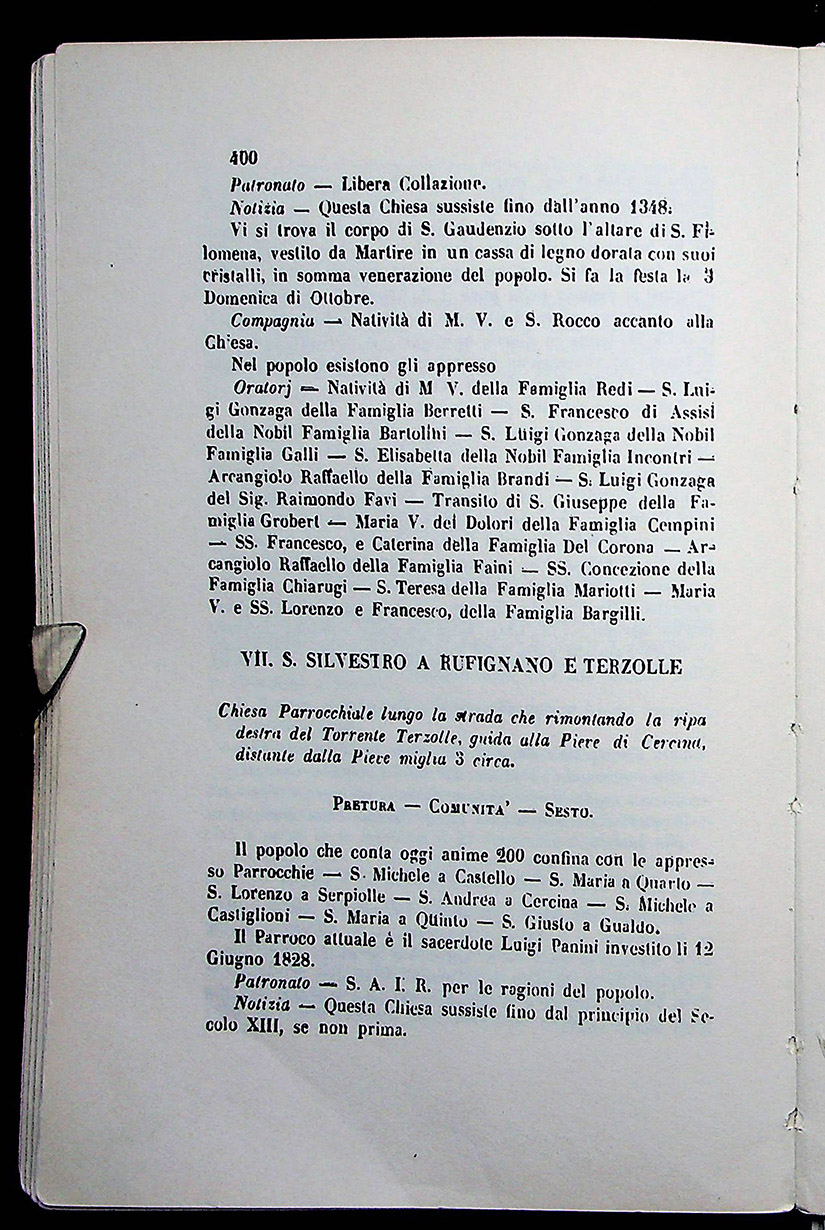 400
Patronato — Libera Collazione.
Notizia — Questa Chiesa sussiste fino dall'anno 1348.
Vi si trova il corpo di S. Gaudenzio sotto l'altare di S. Fi-
lomena, vestito da Martire in un cassa di legno dorata con suoi
cristalli, in somma venerazione del popolo. Si fa la festa la 3
Domenica di Ottobre.
Compagnia — Natività di M. V. e S. Rocco accanto alla
Chiesa.
Nel popolo esistono gli appresso
Oratorj — Natività di M V. della Famiglia Redi — S. Lui-
gi Gonzaga della Famiglia Berretti — S. Francesco di Assisi
della Nobil Famiglia Bartolini — S. Luigi Gonzaga della Nobil
Famiglia Galli — S. Elisabetta della Nobil Famiglia Incontri —
Arcangiolo Raffaello della Famiglia Brandi — S. Luigi Gonzaga
del Sig. Raimondo Favi — Transito di S. Giuseppe della Fa-
miglia Grobert — Maria V. dei Dolori della Famiglia Cempini
— SS. Francesco, e Caterina della Famiglia Del Corona — Ar-
cangiolo Raffaello della Famiglia Faini — SS. Concezione della
Famiglia Chiarugi — S. Teresa della Famiglia Mariotti — Maria
V. e SS. Lorenzo e Francesco, della Famiglia Bargilli.
VII. S. SILVESTRO A RUFIGNANO E TERZOLLE
Chiesa Parrocchiale lungo la strada che rimontando la ripa
destra del Torrente Terzolle, guida alla Pieve di Cercina,
distante dalla Pieve miglia 3 circa.
PRETURA — COMUNITA' — SESTO.
Il popolo che conta oggi anime 200 confina con le appres-
so Parrocchie — S. Michele a Castello — S. Maria a Quarto —
S. Lorenzo a Serpiolle — S. Andrea a Cercina — S. Michele a
Castiglioni — S. Maria a Quinto — S. Giusto a Gualdo.
Il Parroco attuale è il sacerdote Luigi Panini investito li 12
Giugno 1828.
Patronato — S. A. I. R. per le ragioni del popolo.
Notizia — Questa Chiesa sussiste fino dal principio del Se-
colo XIII, se non prima.